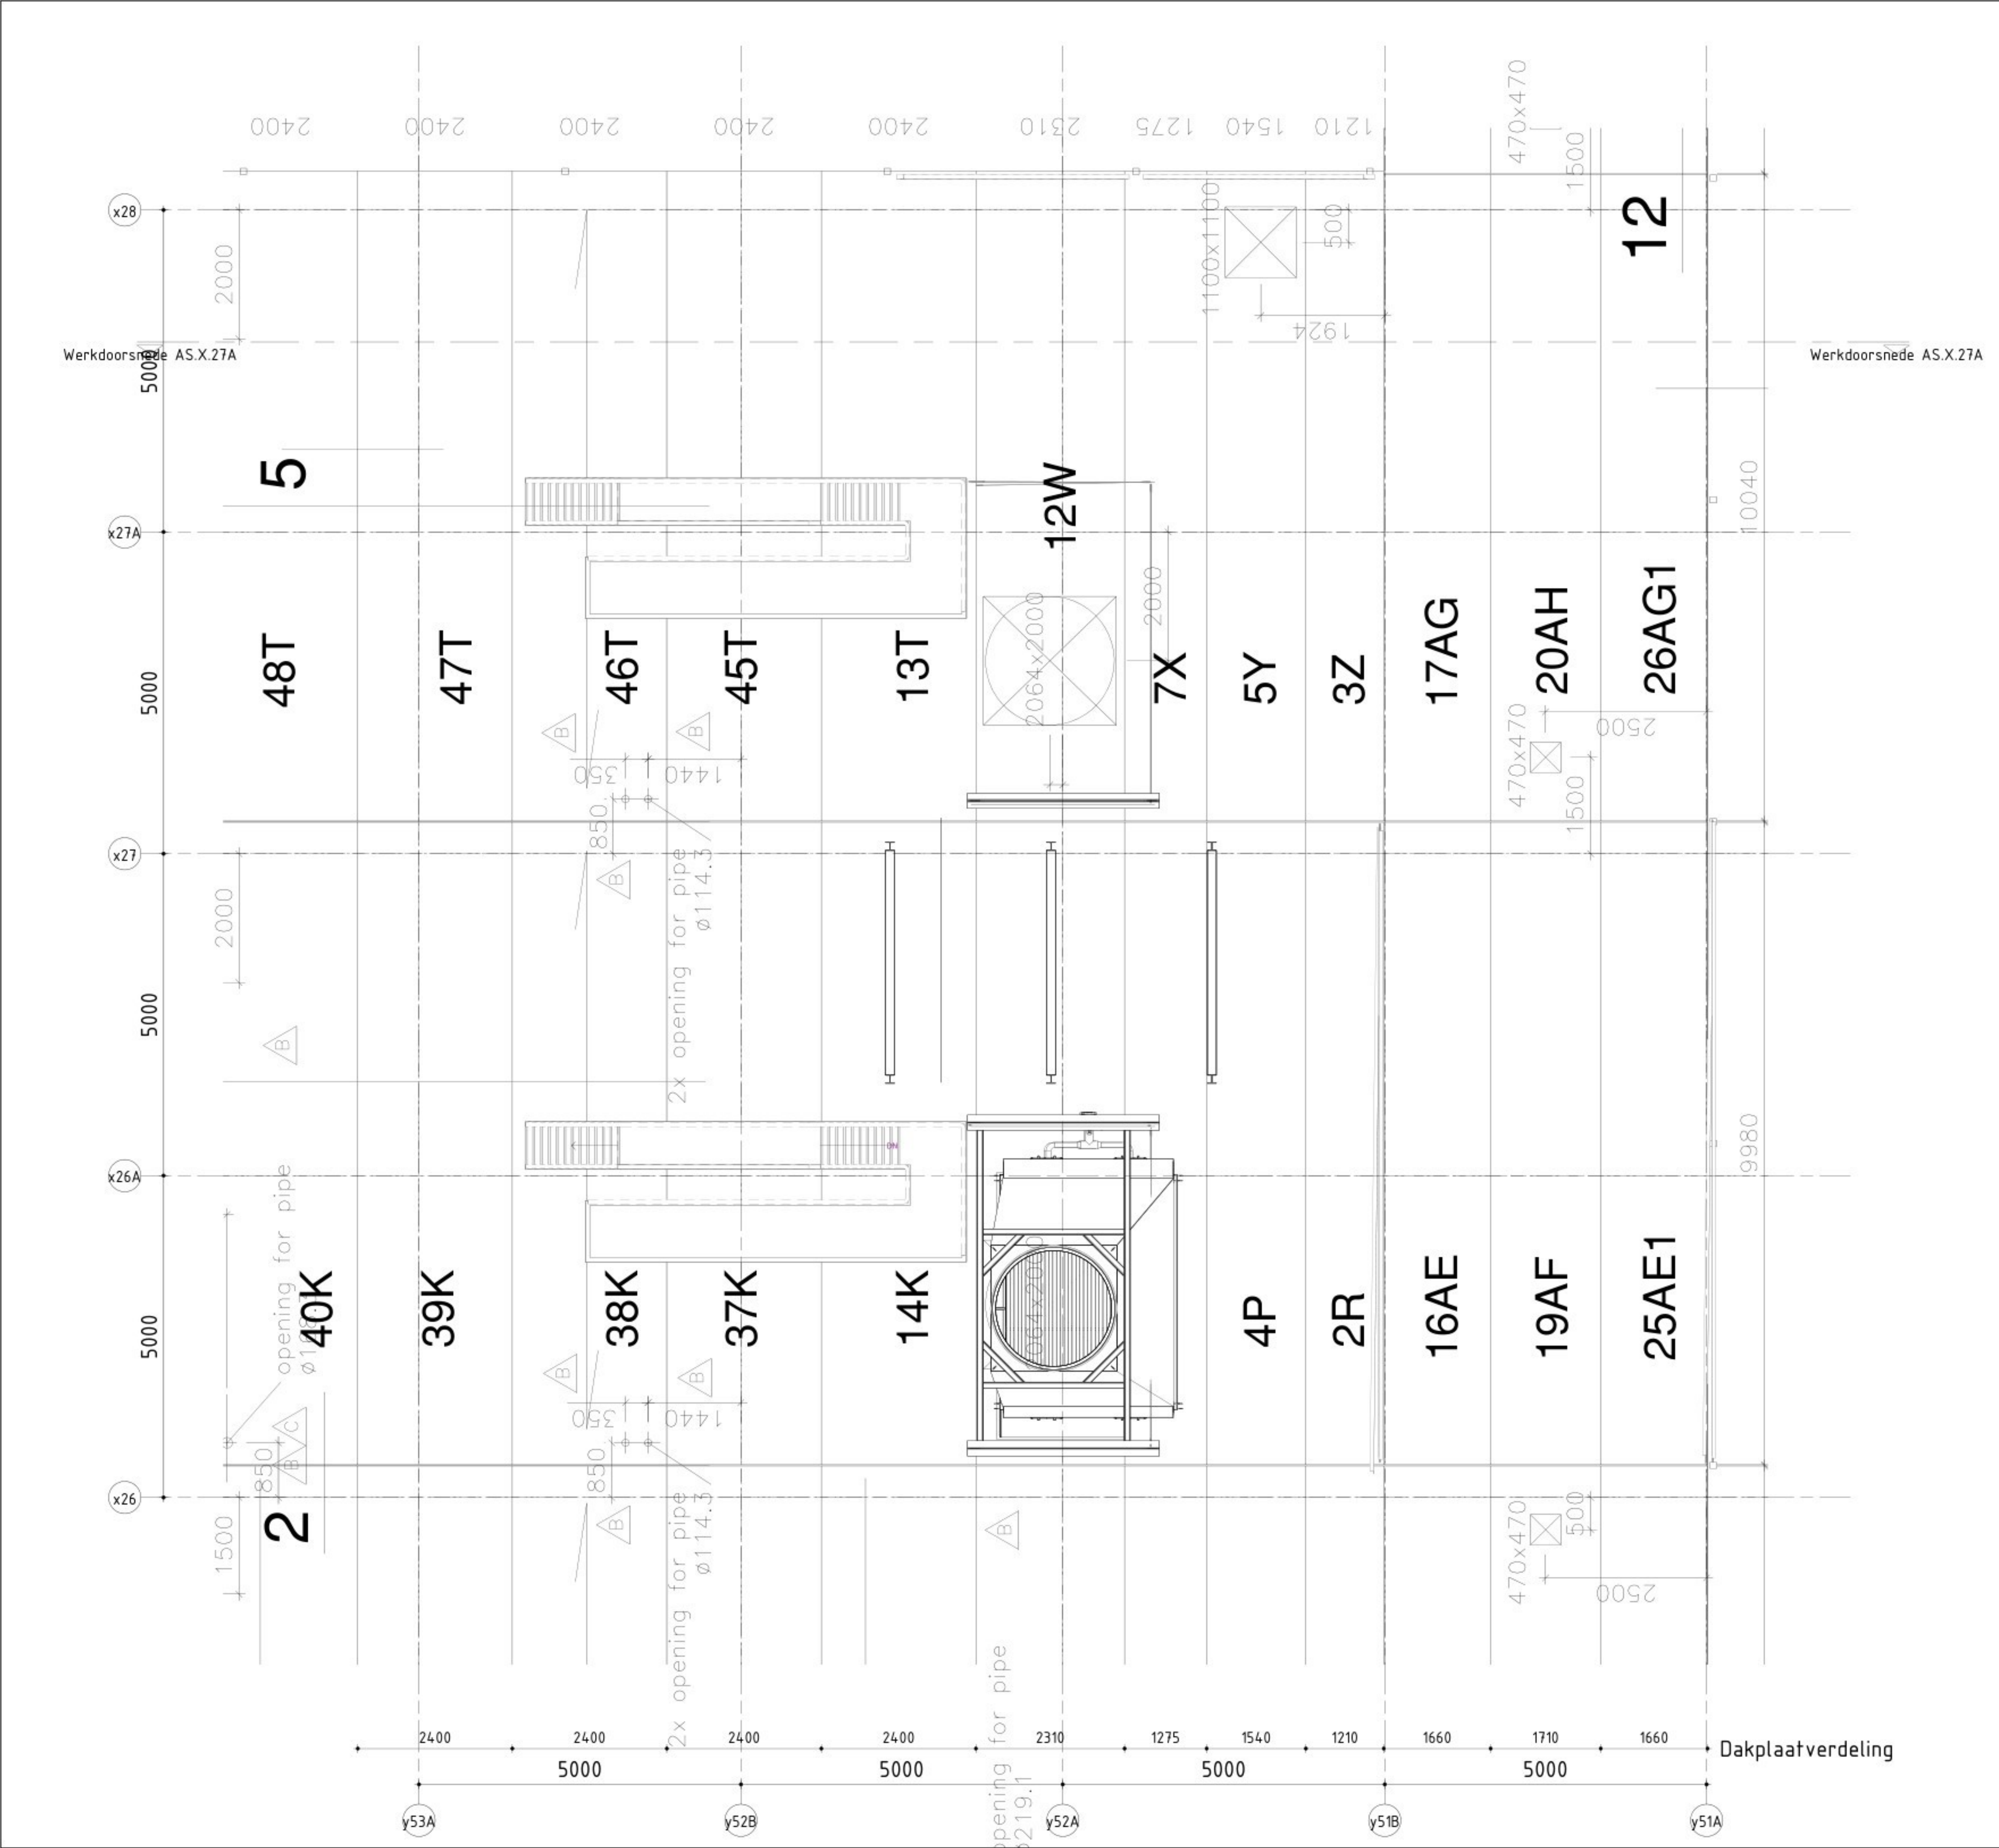 2400 2400 2400 2400 2400 2310 1275 1540 1210
470x470
1500
x28
2000
1100x1100
500
1924
12
Werkdoorsnede AS.X.27A
Werkdoorsnede AS.X.27A
5000
5
12W
10040
x27A
2000
2064x2000
48T 47T 46T 45T 13T 7X 5Y 3Z 17AG 20AH 26AG1
5000
B B
350 1440
850
470x470
2500
1500
x27
B
2x opening for pipe
ø114.3
2000
5000
B
9980
DN
x26A
opening for pipe
40K 39K 38K 37K 14K 4P 2R 16AE 19AF 25AE1
5000
B B
350 1440
C
B
850
850
x26
2
1500
B
2x opening for pipe
ø114.3
B
470x470
500
2500
opening for pipe
2400 2400 2400 2400 2310 1275 1540 1210 1660 1710 1660
Dakplaatverdeling
5000 5000 5000 5000
y53A y52B y52A y51B y51A